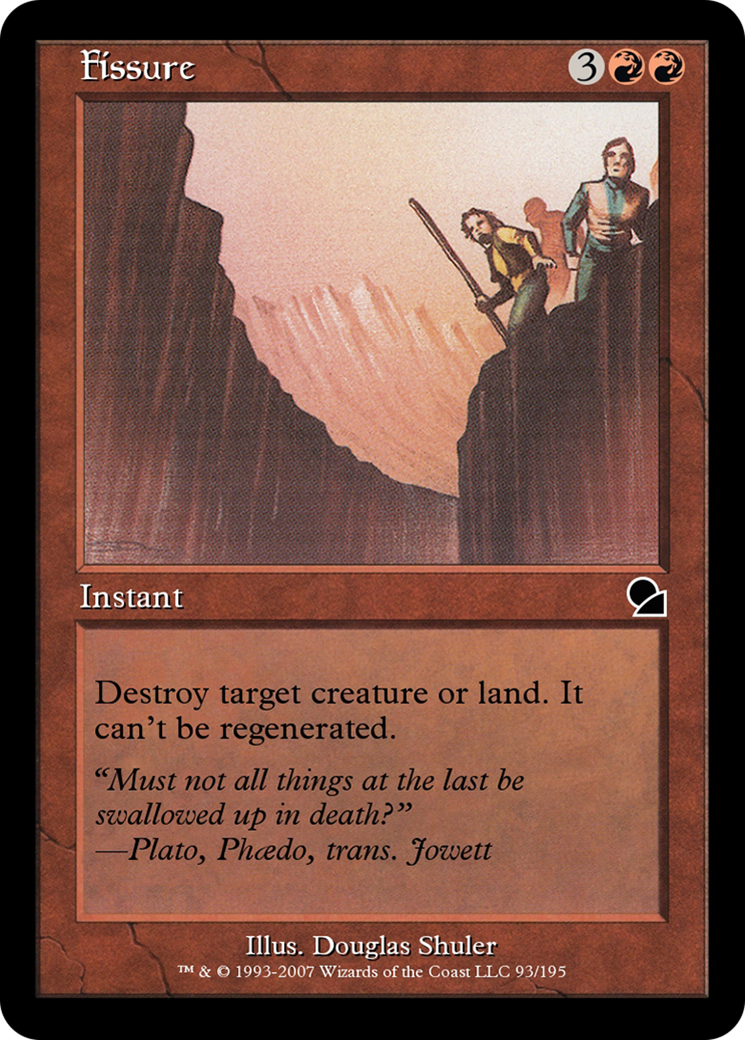 Fissure 3
Instant
Destroy target creature or land. It
can't be regenerated.
“Must not all things at the last be
swallowed up in death?”
—Plato, Phædo, trans. Jowett
Illus. Douglas Shuler
™ & © 1993-2007 Wizards of the Coast LLC 93/195